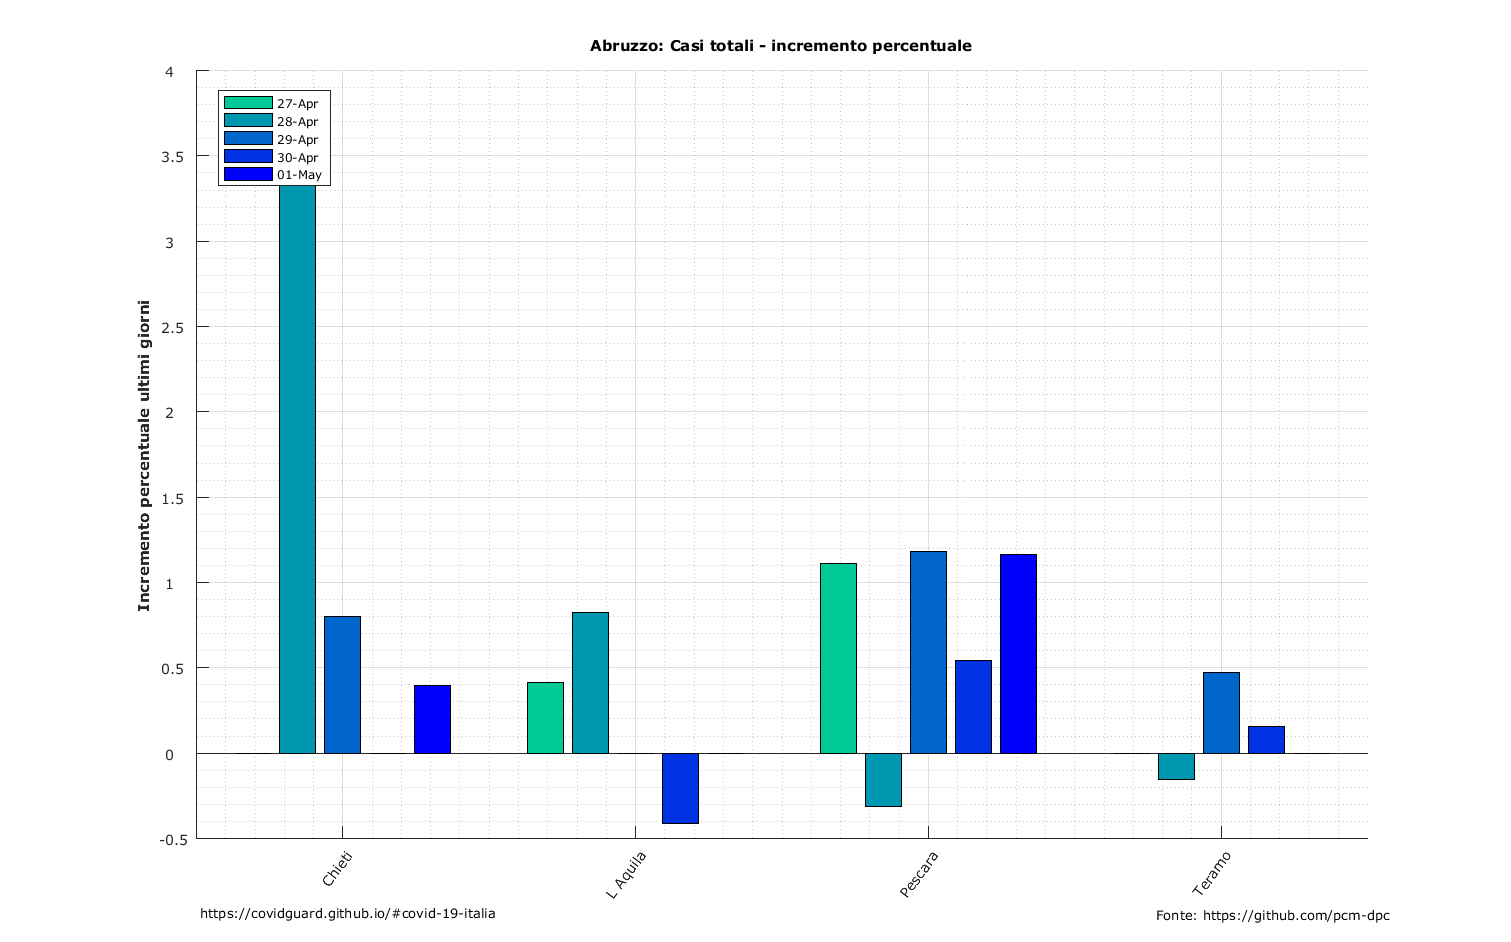 Abruzzo: Casi totali - incremento percentuale
4
3.5
3
2.5
2
1.5
1
0.5
0
-0.5
Incremento percentuale ultimi giorni
27-Apr
28-Apr
29-Apr
30-Apr
01-May
Chieti
L Aquila
Pescara
Teramo
https://covidguard.github.io/#covid-19-italia
Fonte: https://github.com/pcm-dpc